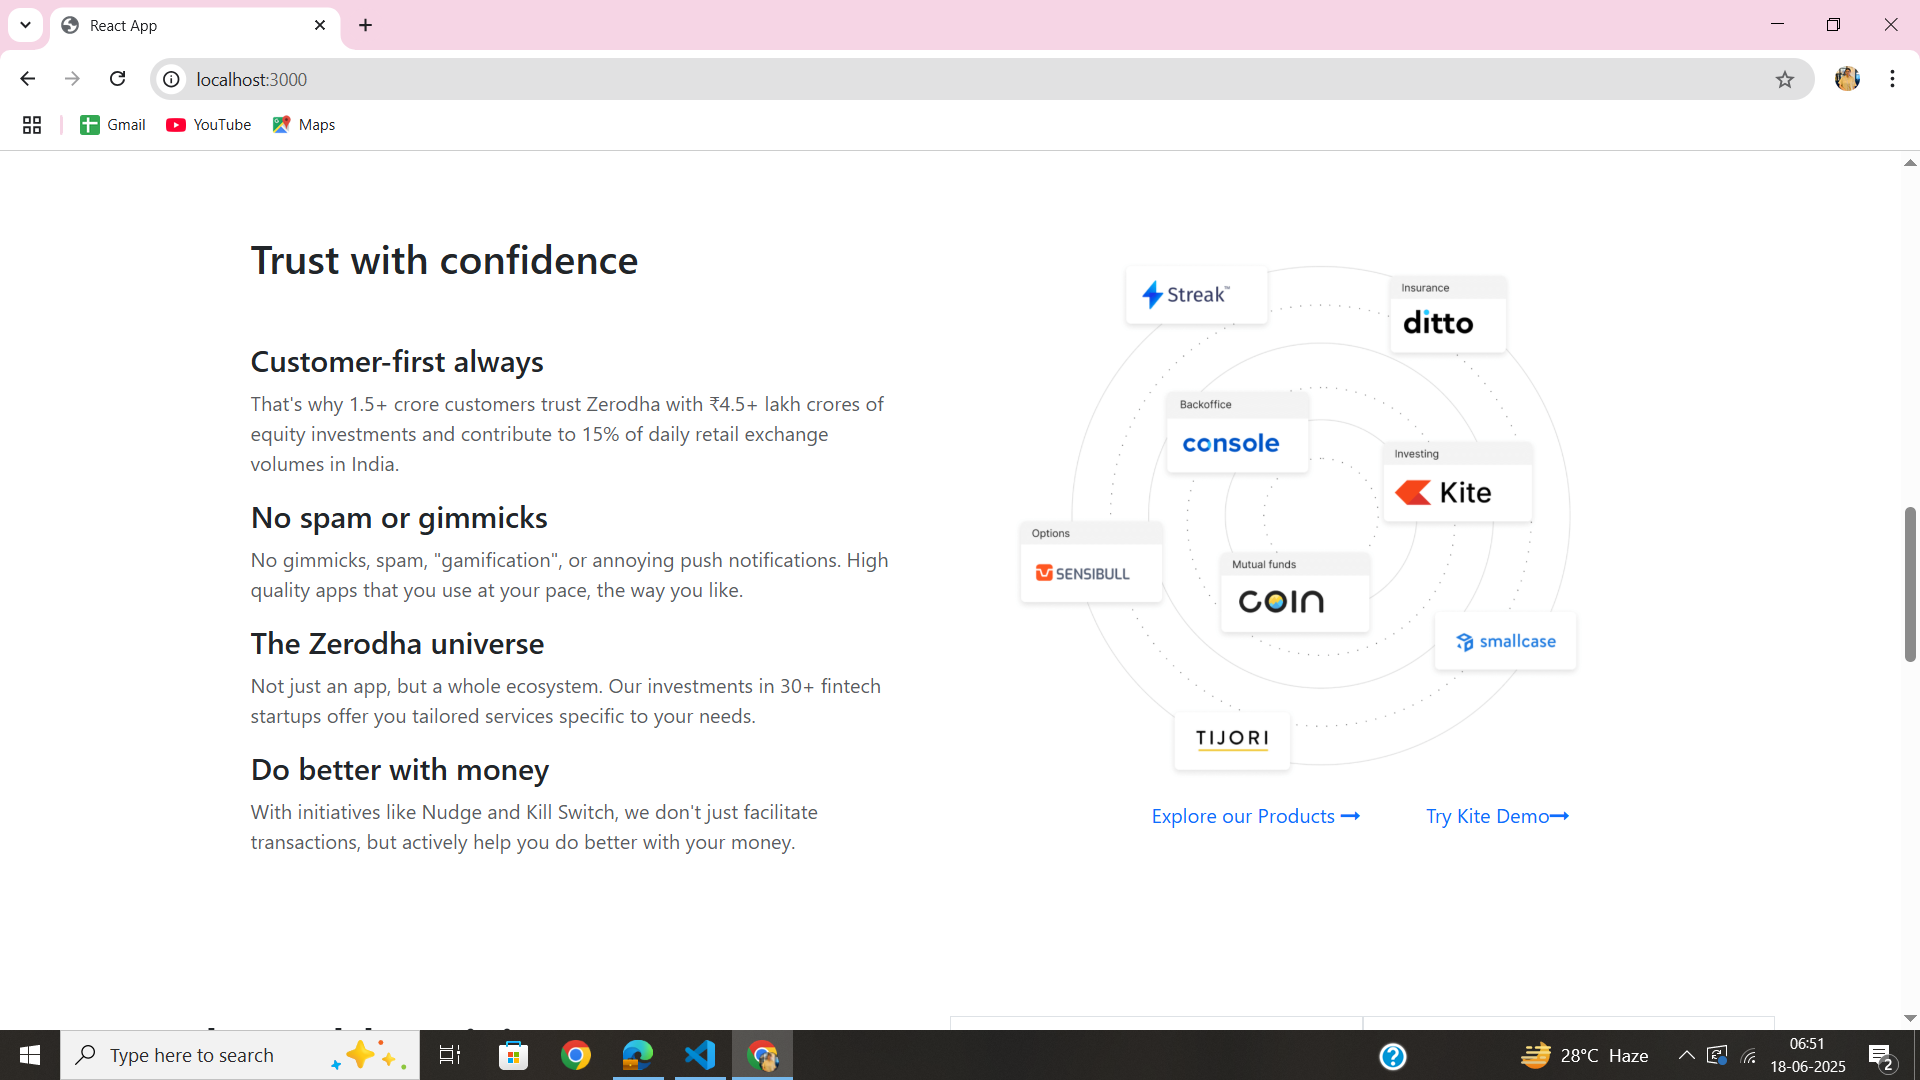 React App
localhost:3000
Gmail
YouTube
Maps
Trust with confidence
Customer-first always
That's why 1.5+ crore customers trust Zerodha with ₹4.5+ lakh crores of
equity investments and contribute to 15% of daily retail exchange
volumes in India.
No spam or gimmicks
No gimmicks, spam, "gamification", or annoying push notifications. High
quality apps that you use at your pace, the way you like.
The Zerodha universe
Not just an app, but a whole ecosystem. Our investments in 30+ fintech
startups offer you tailored services specific to your needs.
Do better with money
With initiatives like Nudge and Kill Switch, we don't just facilitate
transactions, but actively help you do better with your money.
Streak™
Insurance
ditto
Backoffice
console
Investing
Kite
Options
SENSIBULL
Mutual funds
coin
smallcase
TIJORI
Explore our Products
Try Kite Demo
Type here to search
28°C Haze
06:51
18-06-2025
2